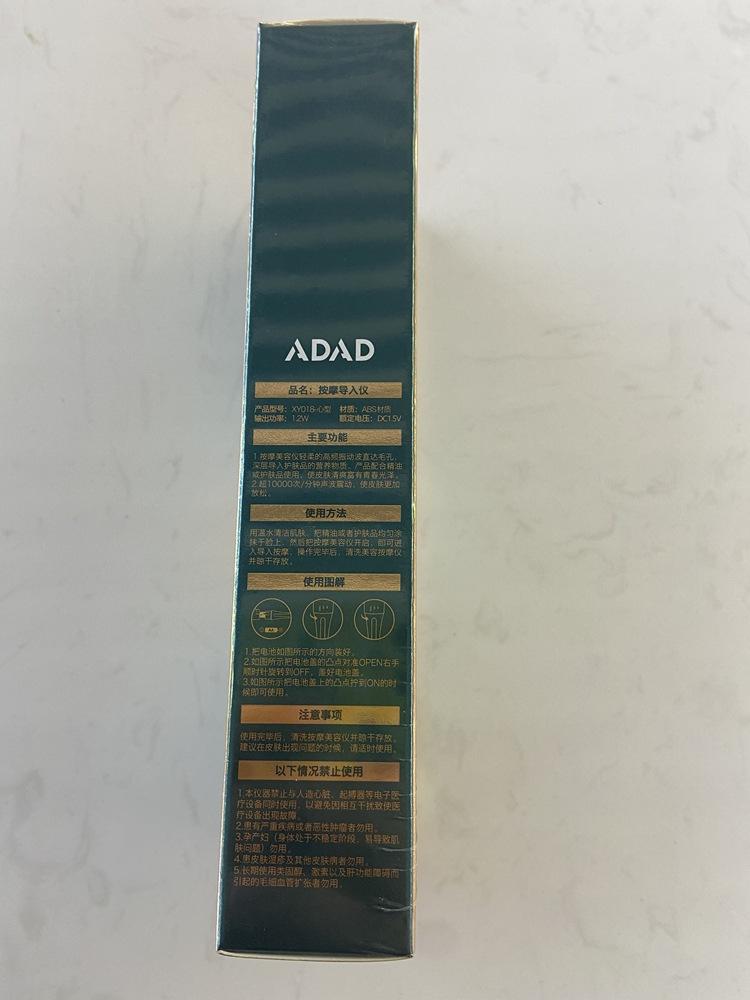 ADAD
品名：按摩导入仪
产品型号：XY018-心型 材质：ABS材质
输出功率：1.2W 额定电压：DC1.5V
主要功能
1.按摩美容仪轻柔的高频振动波直达毛孔，
深层导入护肤品的营养物质、产品配合精油
或护肤品使用，使皮肤清爽富有青春光泽。
2.超10000次/分钟声波震动，使皮肤更加
放松。
使用方法
用温水清洁肌肤，把精油或者护肤品均匀涂
抹于脸上，然后把按摩美容仪开启，即可进
入导入按摩，操作完毕后，清洗美容按摩仪
并晾干存放。
使用图解
AA
1.把电池如图所示的方向装好。
2.如图所示把电池盖的凸点对准OPEN右手
顺时针旋转到OFF，盖好电池盖。
3.如图所示把电池盖上的凸点拧到ON的时
候即可使用。
注意事项
使用完毕后，清洗按摩美容仪并晾干存放，
建议在皮肤出现问题的时候，请适时使用。
以下情况禁止使用
1.本仪器禁止与人造心脏、起搏器等电子医
疗设备同时使用，以避免因相互干扰致使医
疗设备出现故障。
2.患有严重疾病或者恶性肿瘤者勿用。
3.孕产妇（身体处于不稳定阶段，易导致肌
肤问题）勿用。
4.患皮肤湿疹及其他皮肤病者勿用。
5.长期使用类固醇、激素以及肝功能障碍而
引起的毛细血管扩张者勿用。